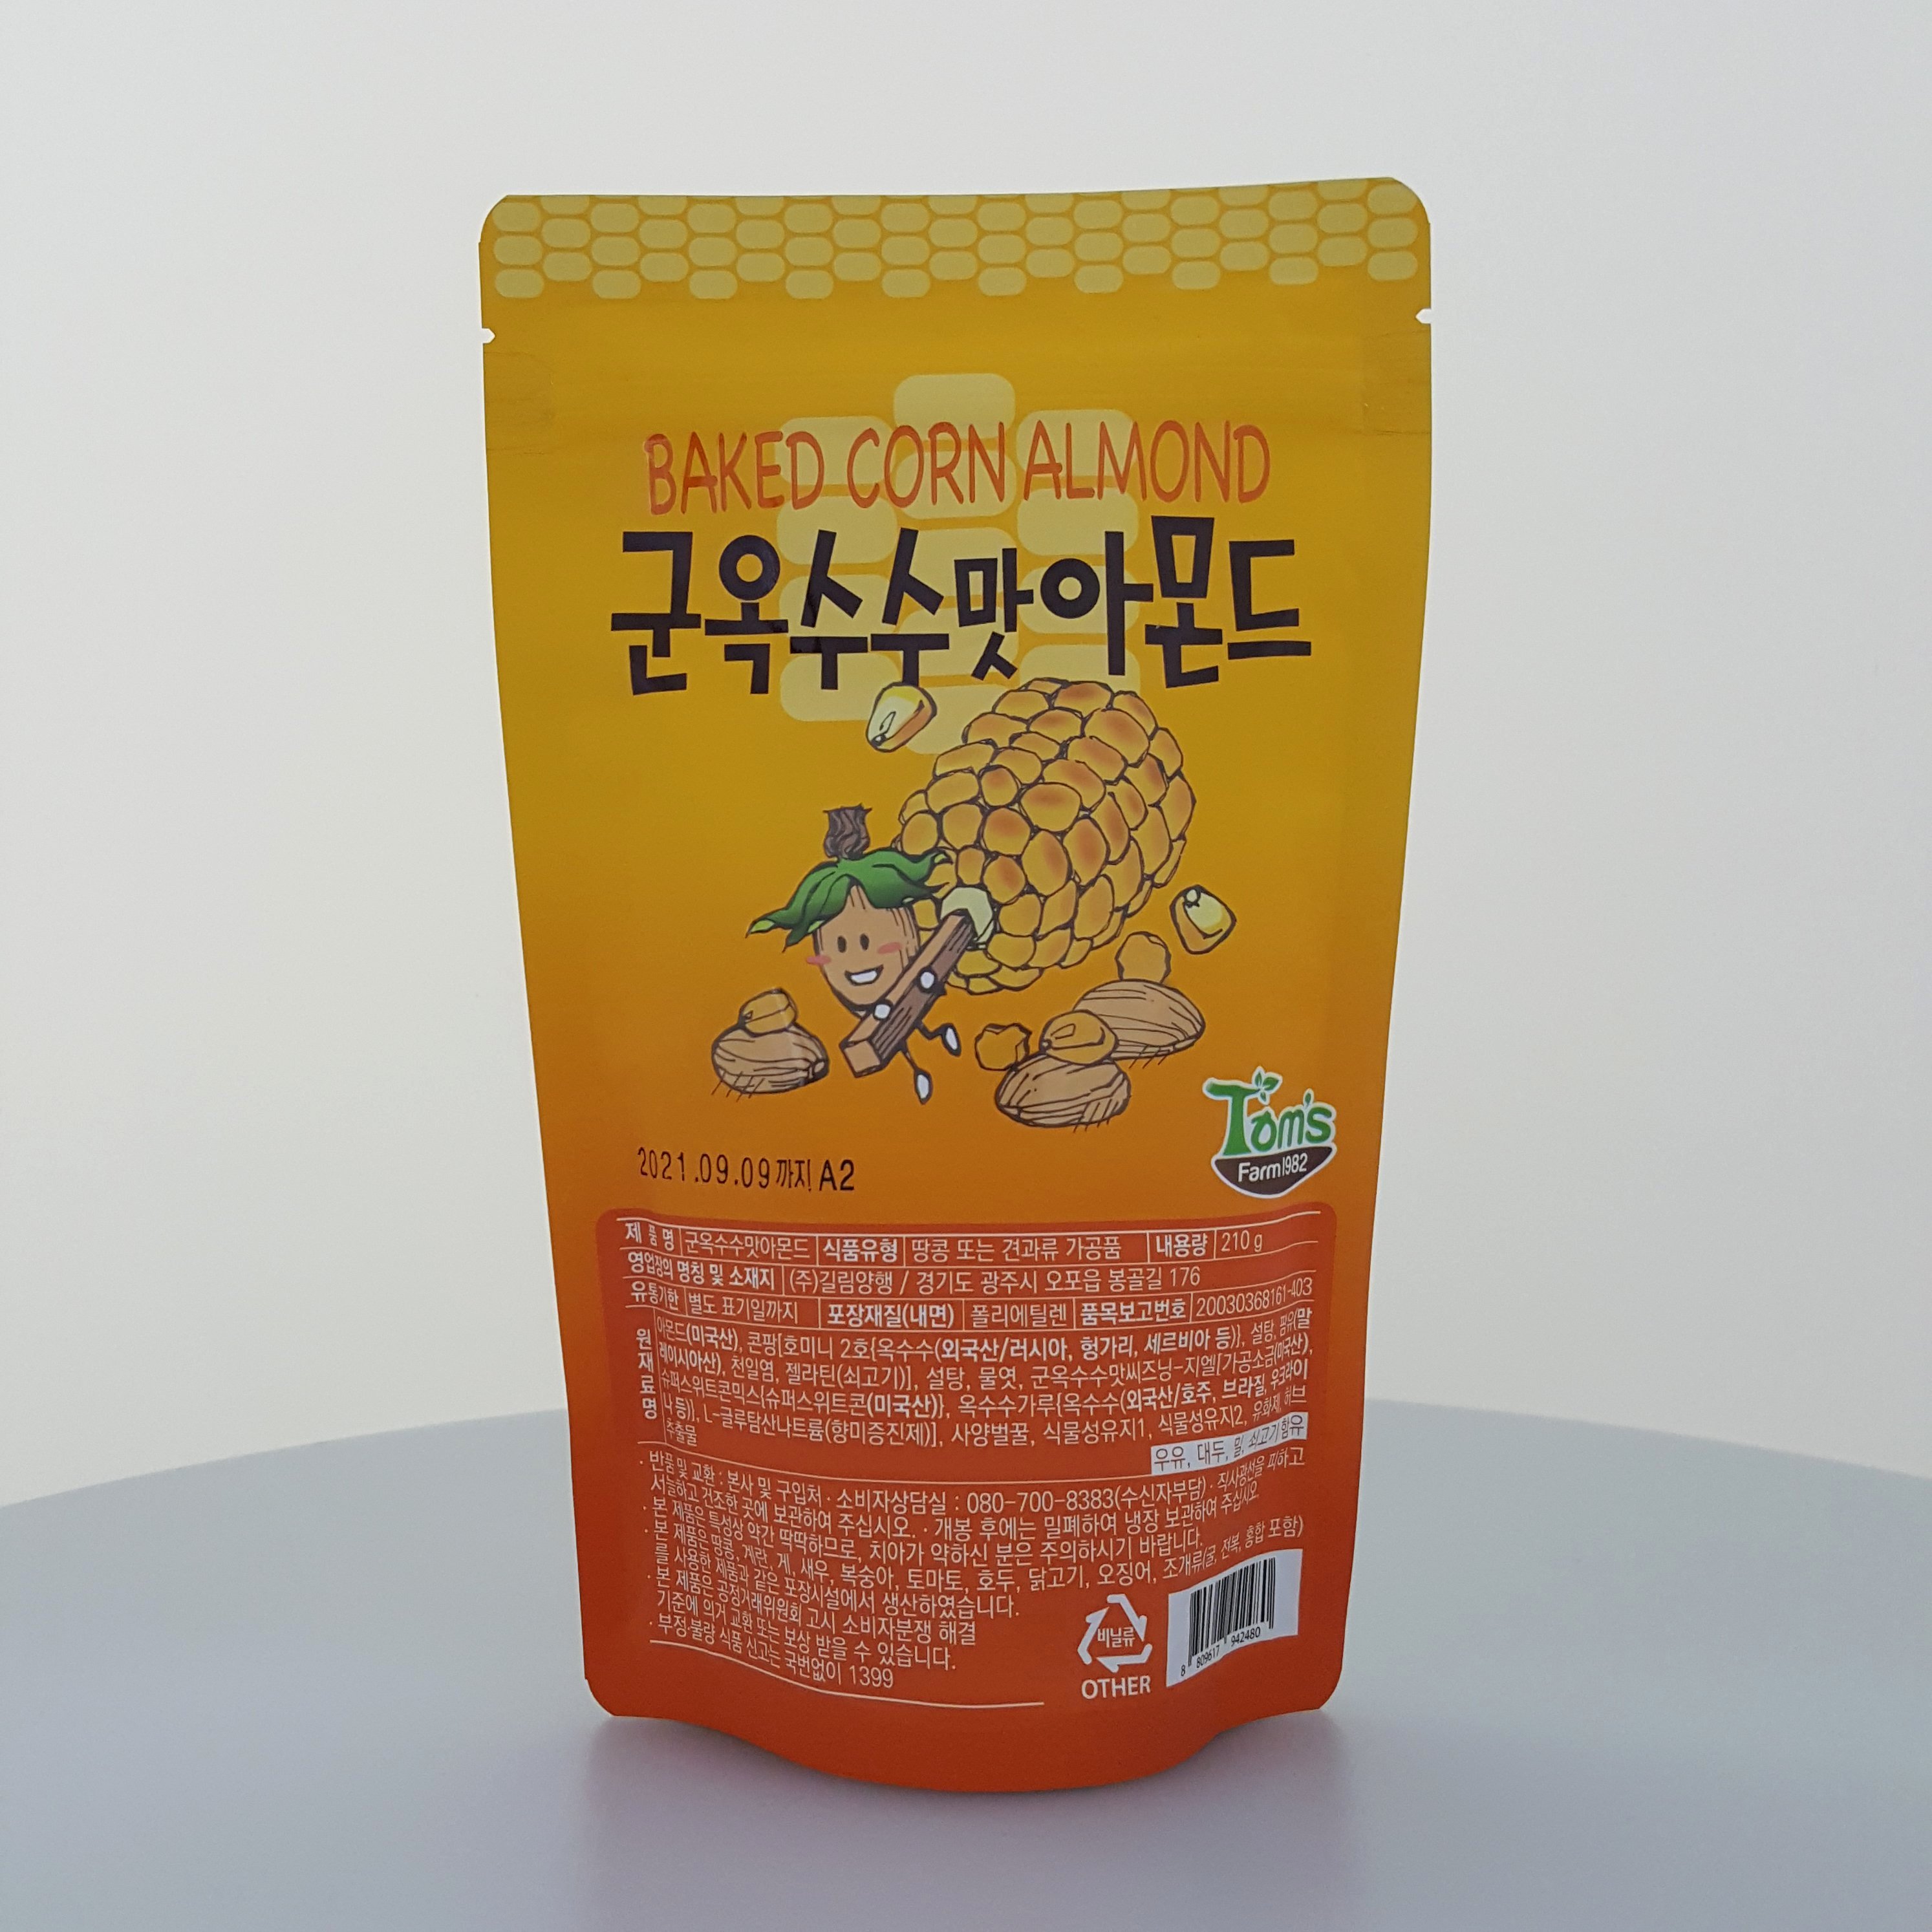 BAKED CORN ALMOND
군옥수수맛아몬드
2021.09.09까지 A2
Tom's
Farm1982
제품명 군옥수수맛아몬드 식품유형 땅콩 또는 견과류 가공품 내용량 210 g
영업장의 명칭 및 소재지 (주)길림양행 / 경기도 광주시 오포읍 봉골길 176
유통기한 별도 표기일까지 포장재질(내면) 폴리에틸렌 품목보고번호 20030368161-403
원재료명 아몬드(미국산), 콘팡[호미니 2호{옥수수(외국산/러시아, 헝가리, 세르비아 등)}, 설탕, 팜유(말
레이시아산), 천일염, 젤라틴(쇠고기)], 설탕, 물엿, 군옥수수맛씨즈닝-지엘[가공소금(미국산),
슈퍼스위트콘믹스{슈퍼스위트콘(미국산)}, 옥수수가루{옥수수(외국산/호주, 브라질, 우크라이
나 등)}, L-글루탐산나트륨(향미증진제)], 사양벌꿀, 식물성유지1, 식물성유지2, 유화제, 허브
추출물
우유, 대두, 밀, 쇠고기 함유
· 반품 및 교환 : 본사 및 구입처 · 소비자상담실 : 080-700-8383(수신자부담) · 직사광선을 피하고
서늘하고 건조한 곳에 보관하여 주십시오. · 개봉 후에는 밀폐하여 냉장 보관하여 주십시오.
· 본 제품은 특성상 약간 딱딱하므로, 치아가 약하신 분은 주의하시기 바랍니다.
· 본 제품은 땅콩, 계란, 게, 새우, 복숭아, 토마토, 호두, 닭고기, 오징어, 조개류(굴, 전복, 홍합 포함)
를 사용한 제품과 같은 포장시설에서 생산하였습니다.
· 본 제품은 공정거래위원회 고시 소비자분쟁 해결
기준에 의거 교환 또는 보상 받을 수 있습니다.
· 부정·불량 식품 신고는 국번없이 1399
비닐류
OTHER
8 809617 942480